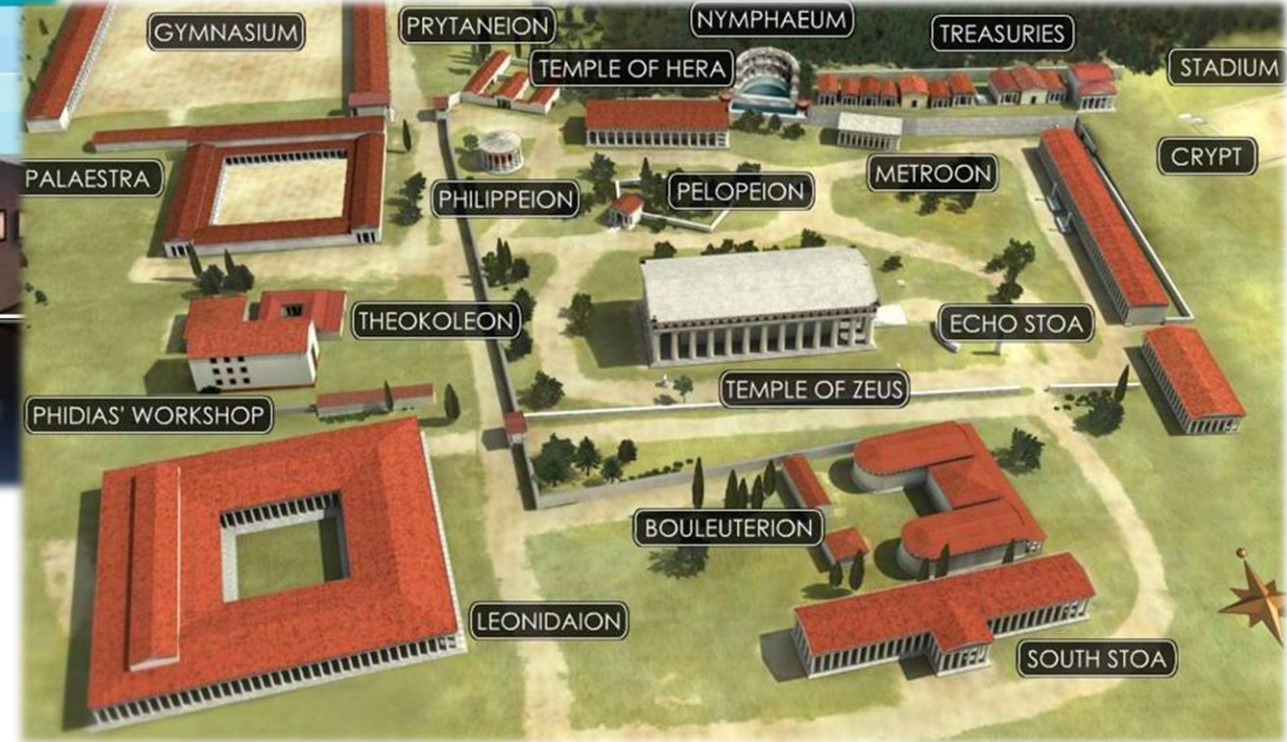 GYMNASIUM
PRYTANEION
NYMPHAEUM
TREASURIES
TEMPLE OF HERA
STADIUM
CRYPT
PALAESTRA
PHILIPPEION
PELOPEION
METROON
THEOKOLEON
ECHO STOA
TEMPLE OF ZEUS
PHIDIAS' WORKSHOP
BOULEUTERION
LEONIDAION
SOUTH STOA